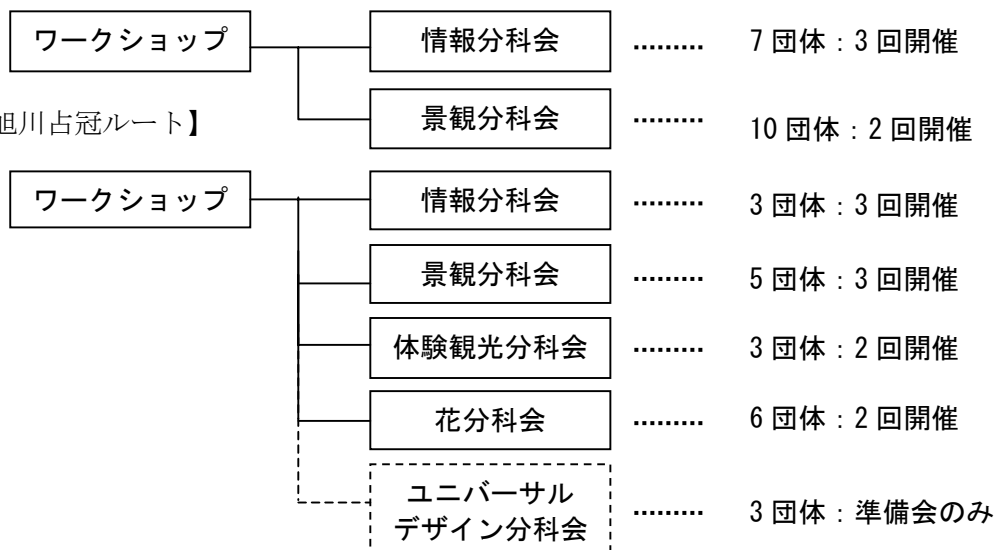 ワークショップ 情報分科会 ……… 7 団体：3 回開催
景観分科会 ……… 10 団体：2 回開催
旭川占冠ルート】
ワークショップ 情報分科会 ……… 3 団体：3 回開催
景観分科会 ……… 5 団体：3 回開催
体験観光分科会 ……… 3 団体：2 回開催
花分科会 ……… 6 団体：2 回開催
ユニバーサル
デザイン分科会 ……… 3 団体：準備会のみ